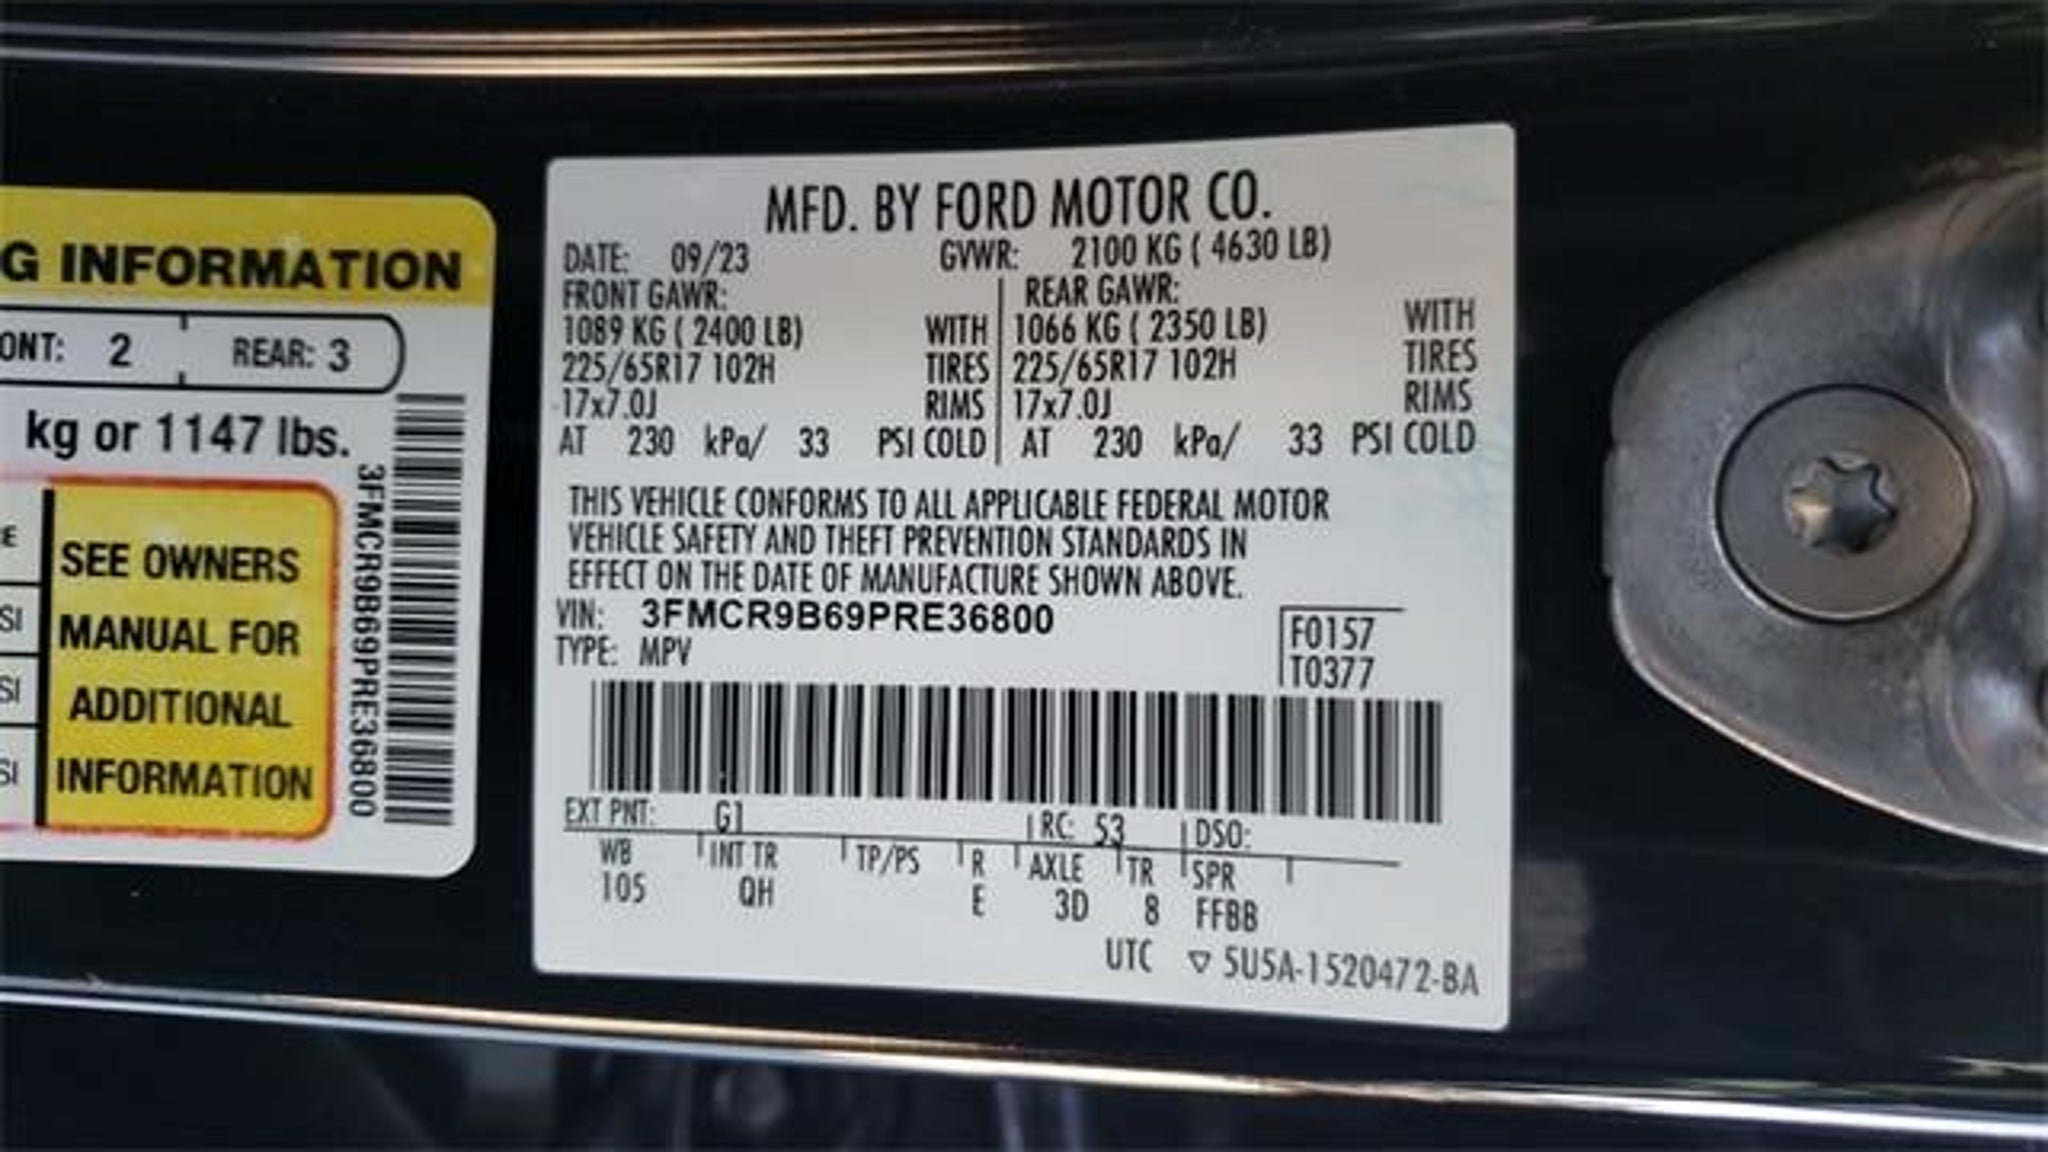 G INFORMATION
ONT: 2 REAR: 3
kg or 1147 lbs.
E
SI
SI
SI
SEE OWNERS
MANUAL FOR
ADDITIONAL
INFORMATION
3FMCR9B69PRE36800
MFD. BY FORD MOTOR CO.
DATE: 09/23 GVWR: 2100 KG ( 4630 LB)
FRONT GAWR: REAR GAWR:
1089 KG ( 2400 LB) WITH 1066 KG ( 2350 LB) WITH
225/65R17 102H TIRES 225/65R17 102H TIRES
17x7.0J RIMS 17x7.0J RIMS
AT 230 kPa/ 33 PSI COLD AT 230 kPa/ 33 PSI COLD
THIS VEHICLE CONFORMS TO ALL APPLICABLE FEDERAL MOTOR
VEHICLE SAFETY AND THEFT PREVENTION STANDARDS IN
EFFECT ON THE DATE OF MANUFACTURE SHOWN ABOVE.
VIN: 3FMCR9B69PRE36800
TYPE: MPV
F0157
T0377
EXT PNT: G1 RC: 53 DSO:
WB INT TR TP/PS R AXLE TR SPR
105 QH E 3D 8 FFBB
UTC ▽ 5U5A-1520472-BA